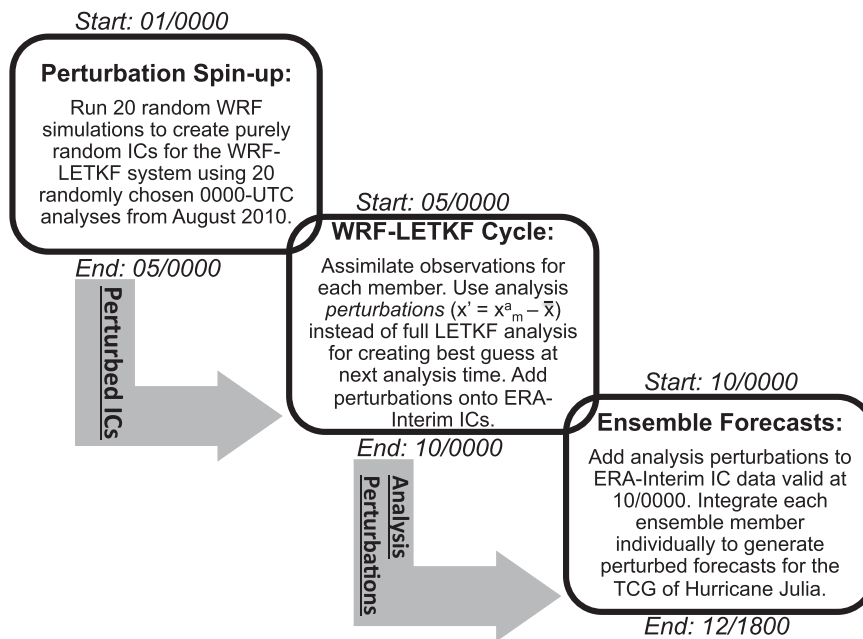 Start: 01/0000
Perturbation Spin-up:
Run 20 random WRF
simulations to create purely
random ICs for the WRF-
LETKF system using 20
randomly chosen 0000-UTC
analyses from August 2010.
End: 05/0000
Perturbed ICs
Start: 05/0000
WRF-LETKF Cycle:
Assimilate observations for
each member. Use analysis
perturbations (x' = xᵃₘ – x̅)
instead of full LETKF analysis
for creating best guess at
next analysis time. Add
perturbations onto ERA-
Interim ICs.
End: 10/0000
Analysis
Perturbations
Start: 10/0000
Ensemble Forecasts:
Add analysis perturbations to
ERA-Interim IC data valid at
10/0000. Integrate each
ensemble member
individually to generate
perturbed forecasts for the
TCG of Hurricane Julia.
End: 12/1800